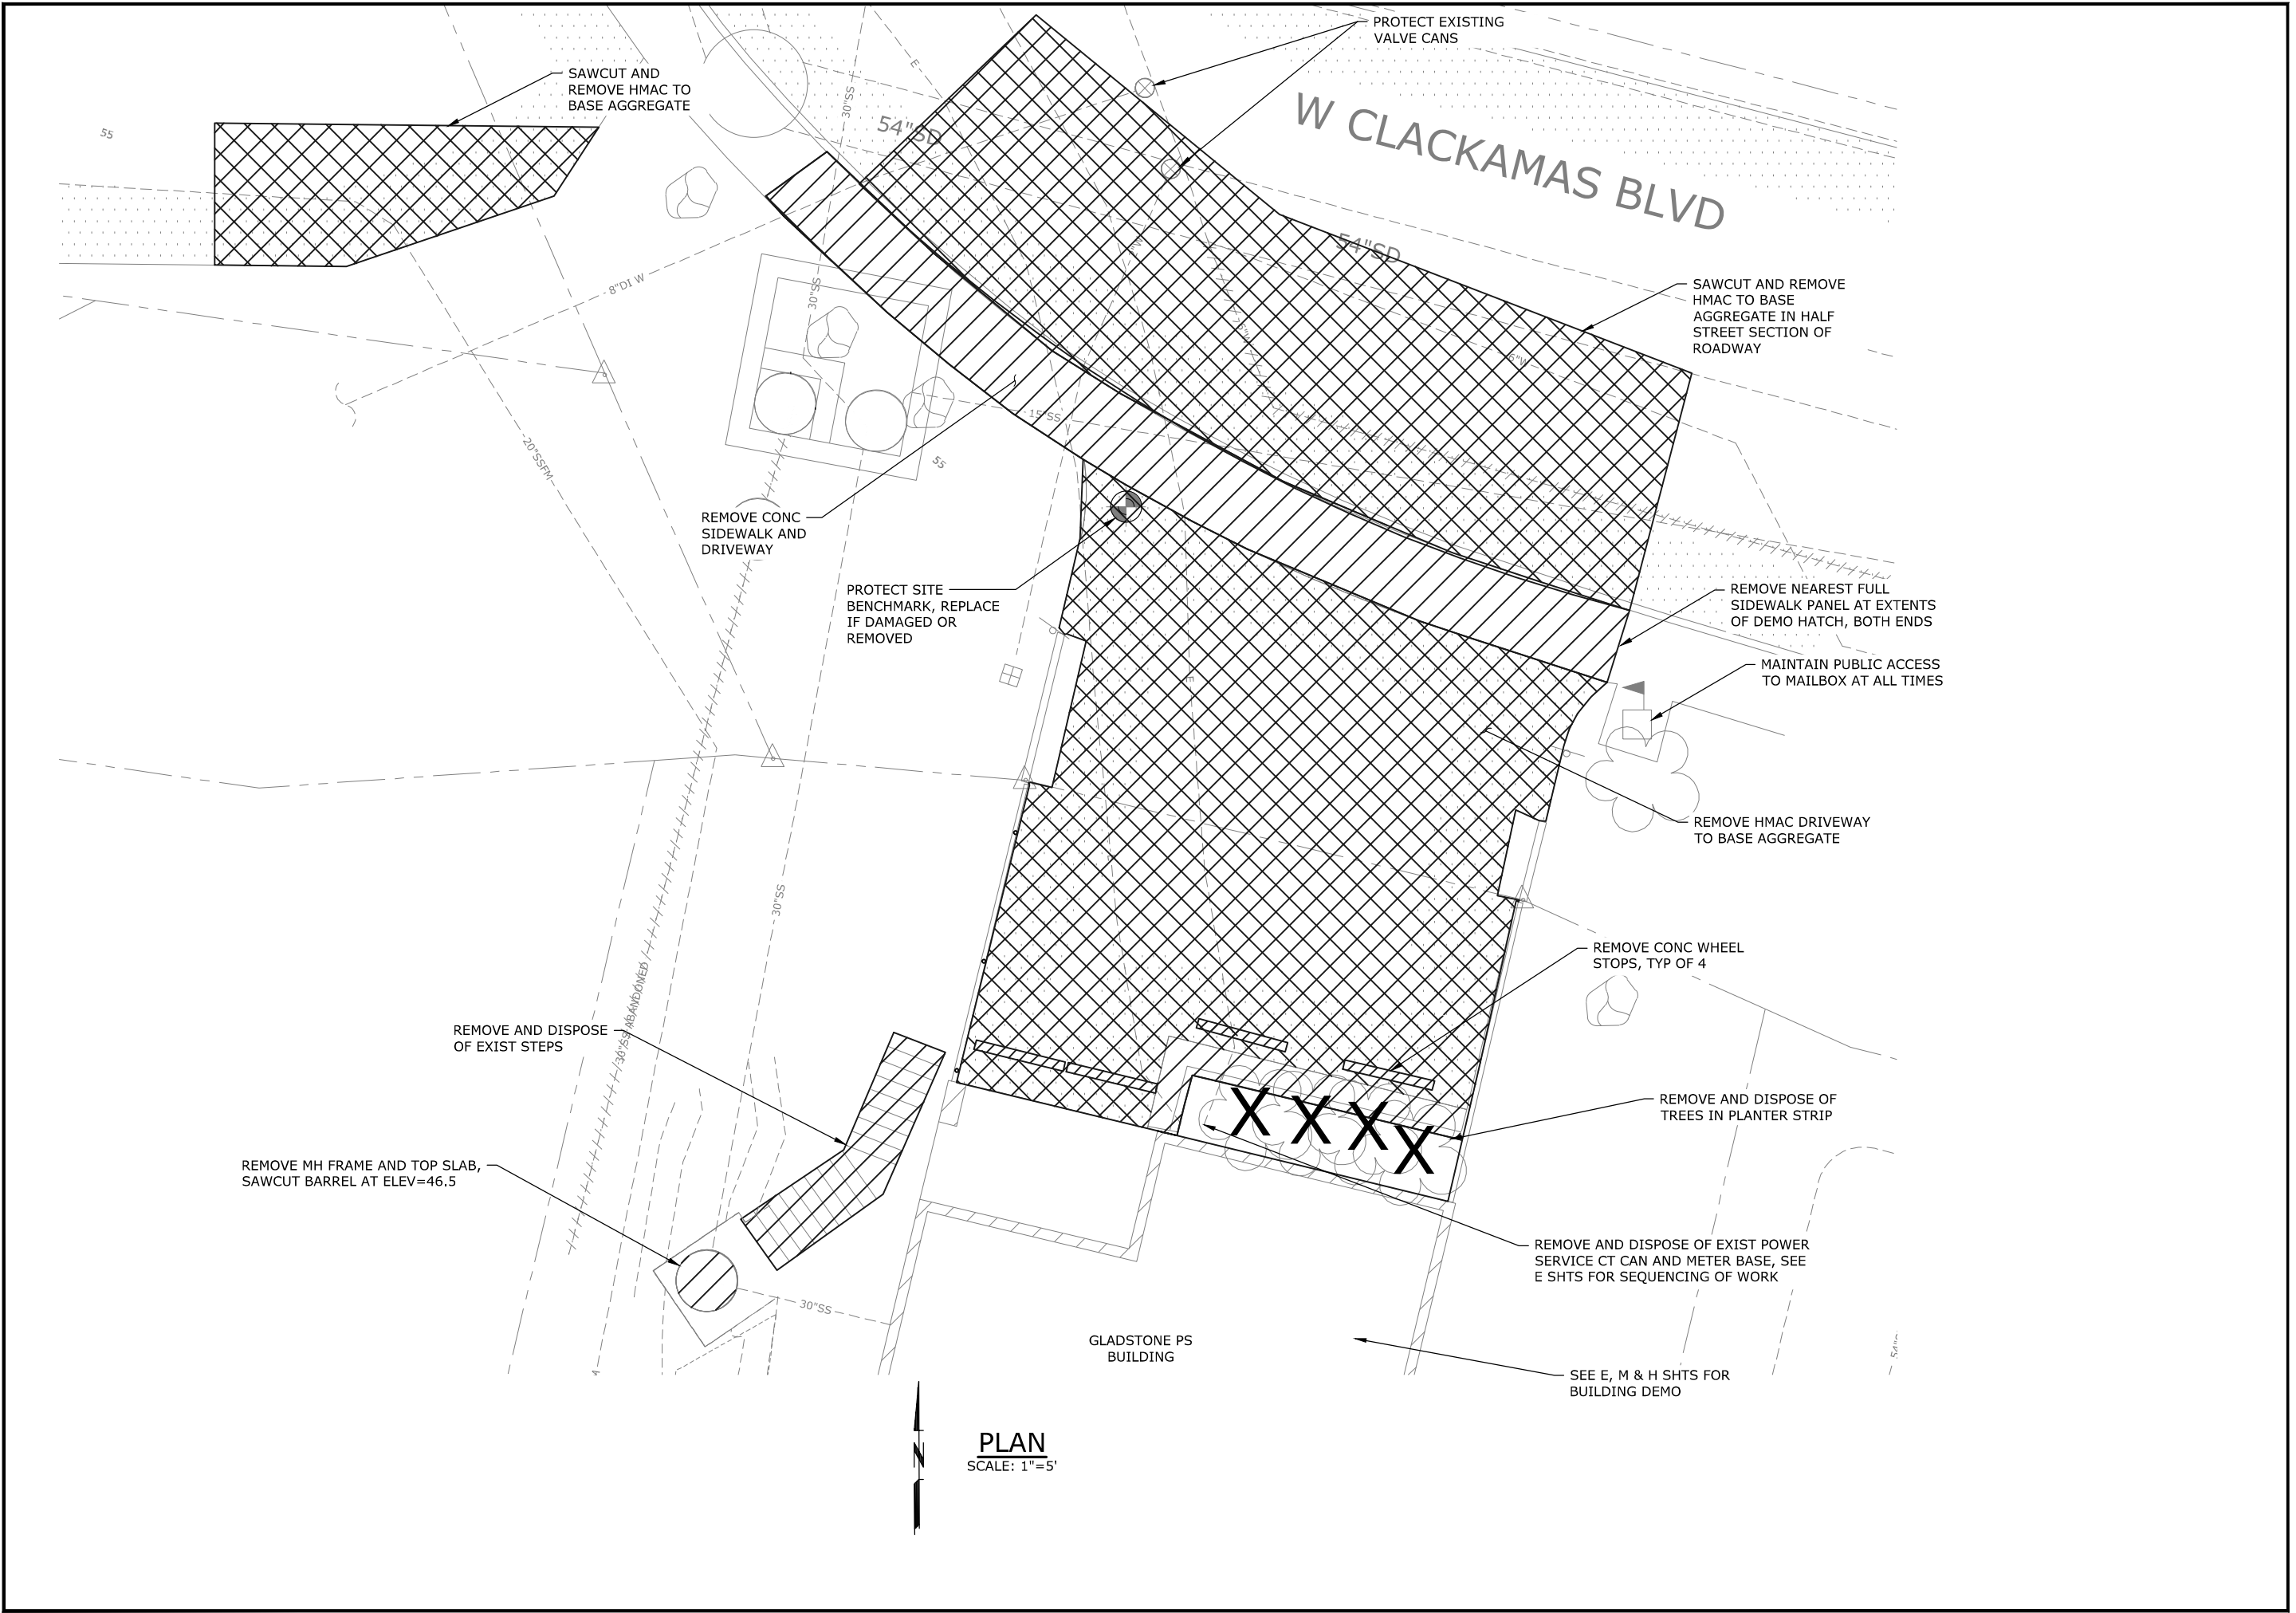 PROTECT EXISTING
VALVE CANS
SAWCUT AND
REMOVE HMAC TO
BASE AGGREGATE
55
E
30"SS
54"SD
W CLACKAMAS BLVD
54"SD
8"DI W
30"SS
SAWCUT AND REMOVE
HMAC TO BASE
AGGREGATE IN HALF
STREET SECTION OF
ROADWAY
6"W
15"SS
20"SSFM
55
REMOVE CONC
SIDEWALK AND
DRIVEWAY
PROTECT SITE
BENCHMARK, REPLACE
IF DAMAGED OR
REMOVED
REMOVE NEAREST FULL
SIDEWALK PANEL AT EXTENTS
OF DEMO HATCH, BOTH ENDS
MAINTAIN PUBLIC ACCESS
TO MAILBOX AT ALL TIMES
E
REMOVE HMAC DRIVEWAY
TO BASE AGGREGATE
30"SS
REMOVE CONC WHEEL
STOPS, TYP OF 4
30"SS ABANDONED
REMOVE AND DISPOSE
OF EXIST STEPS
REMOVE AND DISPOSE OF
TREES IN PLANTER STRIP
X X X X
REMOVE MH FRAME AND TOP SLAB,
SAWCUT BARREL AT ELEV=46.5
REMOVE AND DISPOSE OF EXIST POWER
SERVICE CT CAN AND METER BASE, SEE
E SHTS FOR SEQUENCING OF WORK
30"SS
GLADSTONE PS
BUILDING
SEE E, M & H SHTS FOR
BUILDING DEMO
N
PLAN
SCALE: 1"=5'